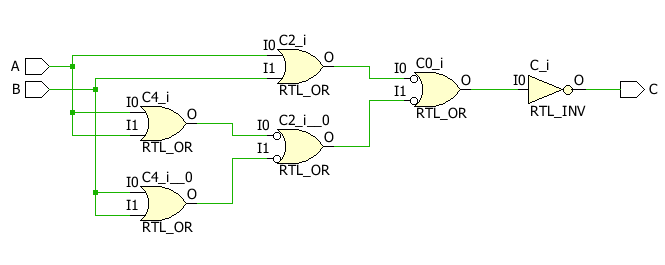 C2_i
I0
O
I1
RTL_OR
A
B
C4_i
I0
O
I1
RTL_OR
C2_i__0
I0
O
I1
RTL_OR
C4_i__0
I0
O
I1
RTL_OR
C0_i
I0
O
I1
RTL_OR
C_i
I0
O
RTL_INV
C